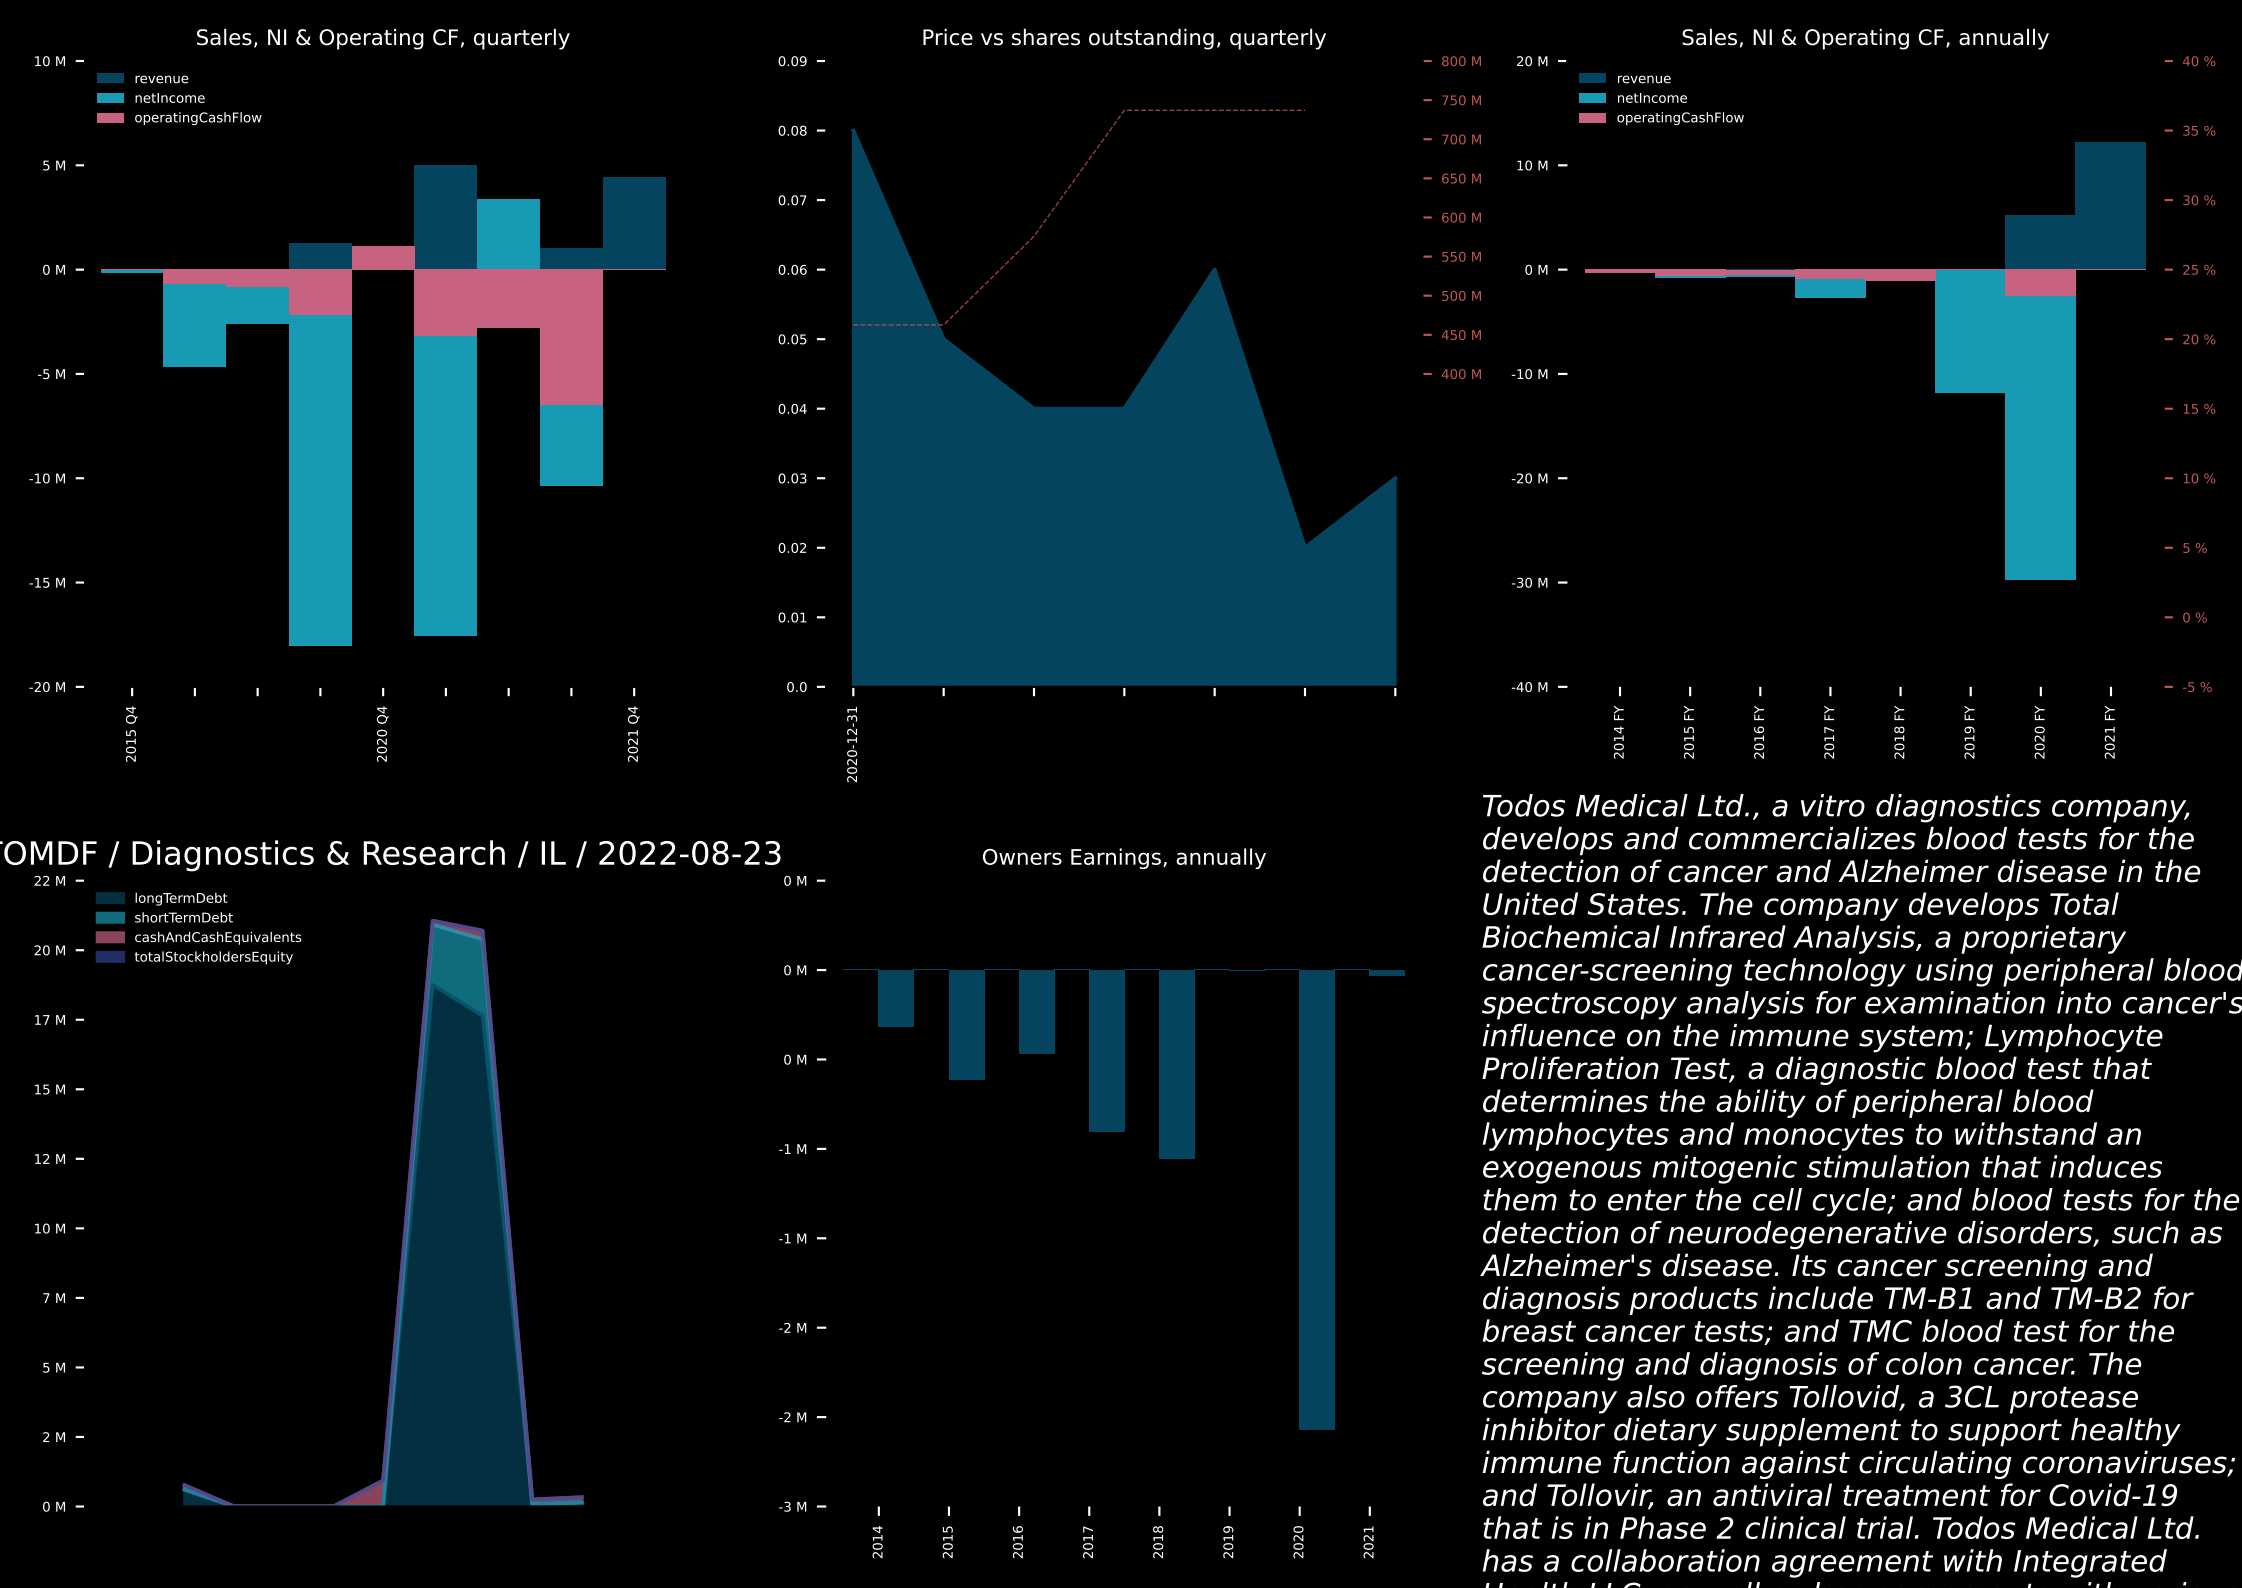 Sales, NI & Operating CF, quarterly
10 M
5 M
0 M
-5 M
-10 M
-15 M
-20 M
revenue
netIncome
operatingCashFlow
2015 Q4
2020 Q4
2021 Q4
Price vs shares outstanding, quarterly
0.09
0.08
0.07
0.06
0.05
0.04
0.03
0.02
0.01
0.0
800 M
750 M
700 M
650 M
600 M
550 M
500 M
450 M
400 M
2020-12-31
Sales, NI & Operating CF, annually
20 M
10 M
0 M
-10 M
-20 M
-30 M
-40 M
revenue
netIncome
operatingCashFlow
40 %
35 %
30 %
25 %
20 %
15 %
10 %
5 %
0 %
-5 %
2014 FY
2015 FY
2016 FY
2017 FY
2018 FY
2019 FY
2020 FY
2021 FY
TOMDF / Diagnostics & Research / IL / 2022-08-23
22 M
20 M
17 M
15 M
12 M
10 M
7 M
5 M
2 M
0 M
longTermDebt
shortTermDebt
cashAndCashEquivalents
totalStockholdersEquity
Owners Earnings, annually
0 M
0 M
0 M
-1 M
-1 M
-2 M
-2 M
-3 M
2014
2015
2016
2017
2018
2019
2020
2021
Todos Medical Ltd., a vitro diagnostics company,
develops and commercializes blood tests for the
detection of cancer and Alzheimer disease in the
United States. The company develops Total
Biochemical Infrared Analysis, a proprietary
cancer-screening technology using peripheral blood
spectroscopy analysis for examination into cancer's
influence on the immune system; Lymphocyte
Proliferation Test, a diagnostic blood test that
determines the ability of peripheral blood
lymphocytes and monocytes to withstand an
exogenous mitogenic stimulation that induces
them to enter the cell cycle; and blood tests for the
detection of neurodegenerative disorders, such as
Alzheimer's disease. Its cancer screening and
diagnosis products include TM-B1 and TM-B2 for
breast cancer tests; and TMC blood test for the
screening and diagnosis of colon cancer. The
company also offers Tollovid, a 3CL protease
inhibitor dietary supplement to support healthy
immune function against circulating coronaviruses;
and Tollovir, an antiviral treatment for Covid-19
that is in Phase 2 clinical trial. Todos Medical Ltd.
has a collaboration agreement with Integrated